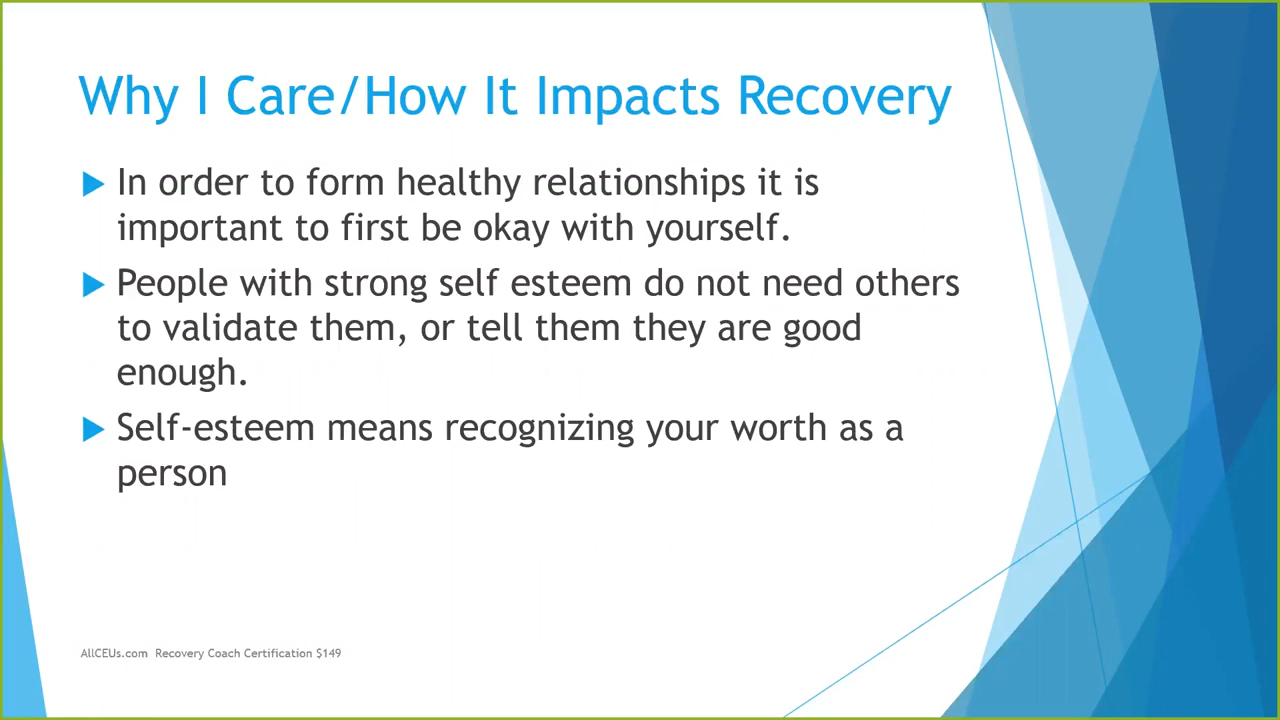 Why I Care/How It Impacts Recovery
In order to form healthy relationships it is
important to first be okay with yourself.
People with strong self esteem do not need others
to validate them, or tell them they are good
enough.
Self-esteem means recognizing your worth as a
person
AllCEUs.com Recovery Coach Certification $149